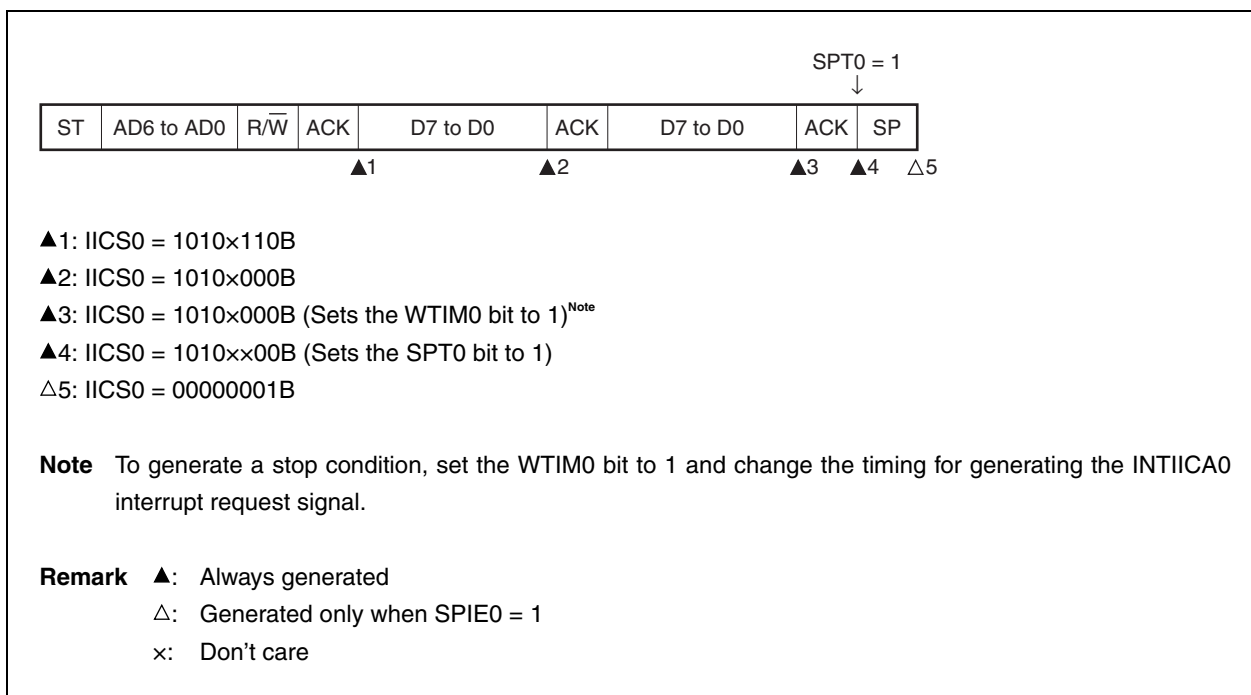 SPT0 = 1
↓
ST AD6 to AD0 R/W̅ ACK D7 to D0 ACK D7 to D0 ACK SP
▲1 ▲2 ▲3 ▲4 △5
▲1: IICS0 = 1010×110B
▲2: IICS0 = 1010×000B
▲3: IICS0 = 1010×000B (Sets the WTIM0 bit to 1)Note
▲4: IICS0 = 1010××00B (Sets the SPT0 bit to 1)
△5: IICS0 = 00000001B
Note To generate a stop condition, set the WTIM0 bit to 1 and change the timing for generating the INTIICA0
interrupt request signal.
Remark ▲: Always generated
△: Generated only when SPIE0 = 1
×: Don't care